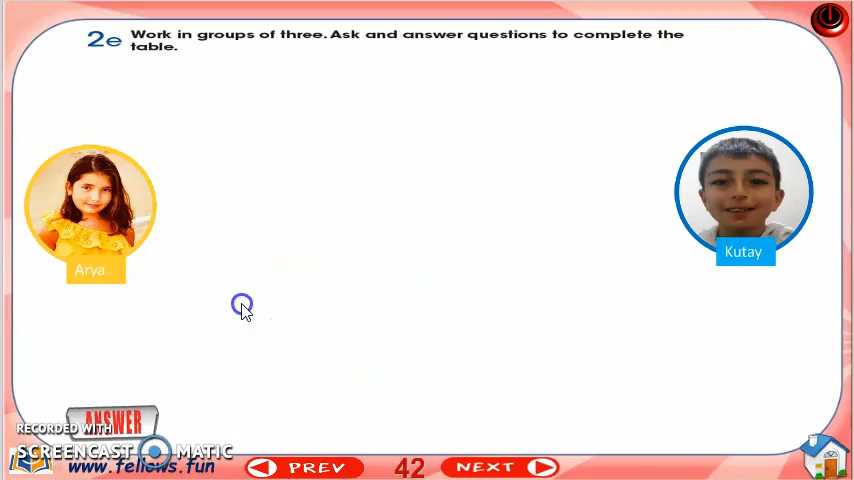 2e Work in groups of three. Ask and answer questions to complete the
table.
Arya
Kutay
ANSWER
RECORDED WITH
SCREENCAST MATIC
www.fellows.fun
PREV
42
NEXT